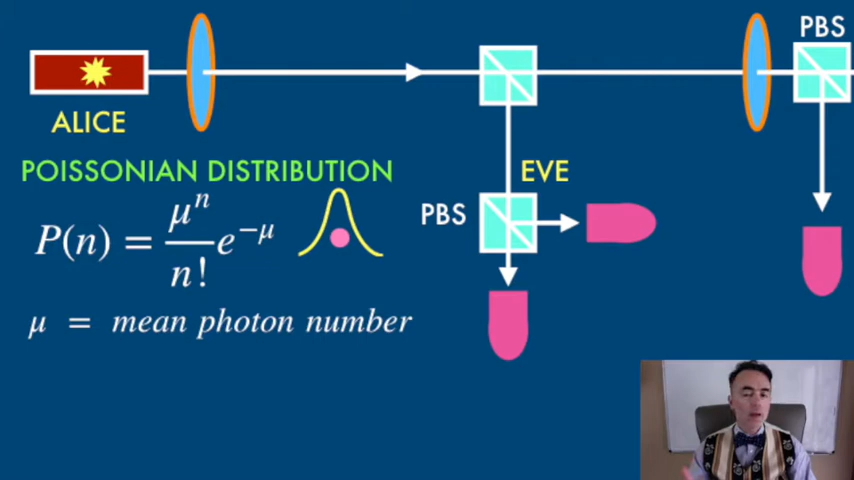 PBS
ALICE
POISSONIAN DISTRIBUTION
EVE
P(n) = μⁿ/n! e^−μ
PBS
μ = mean photon number